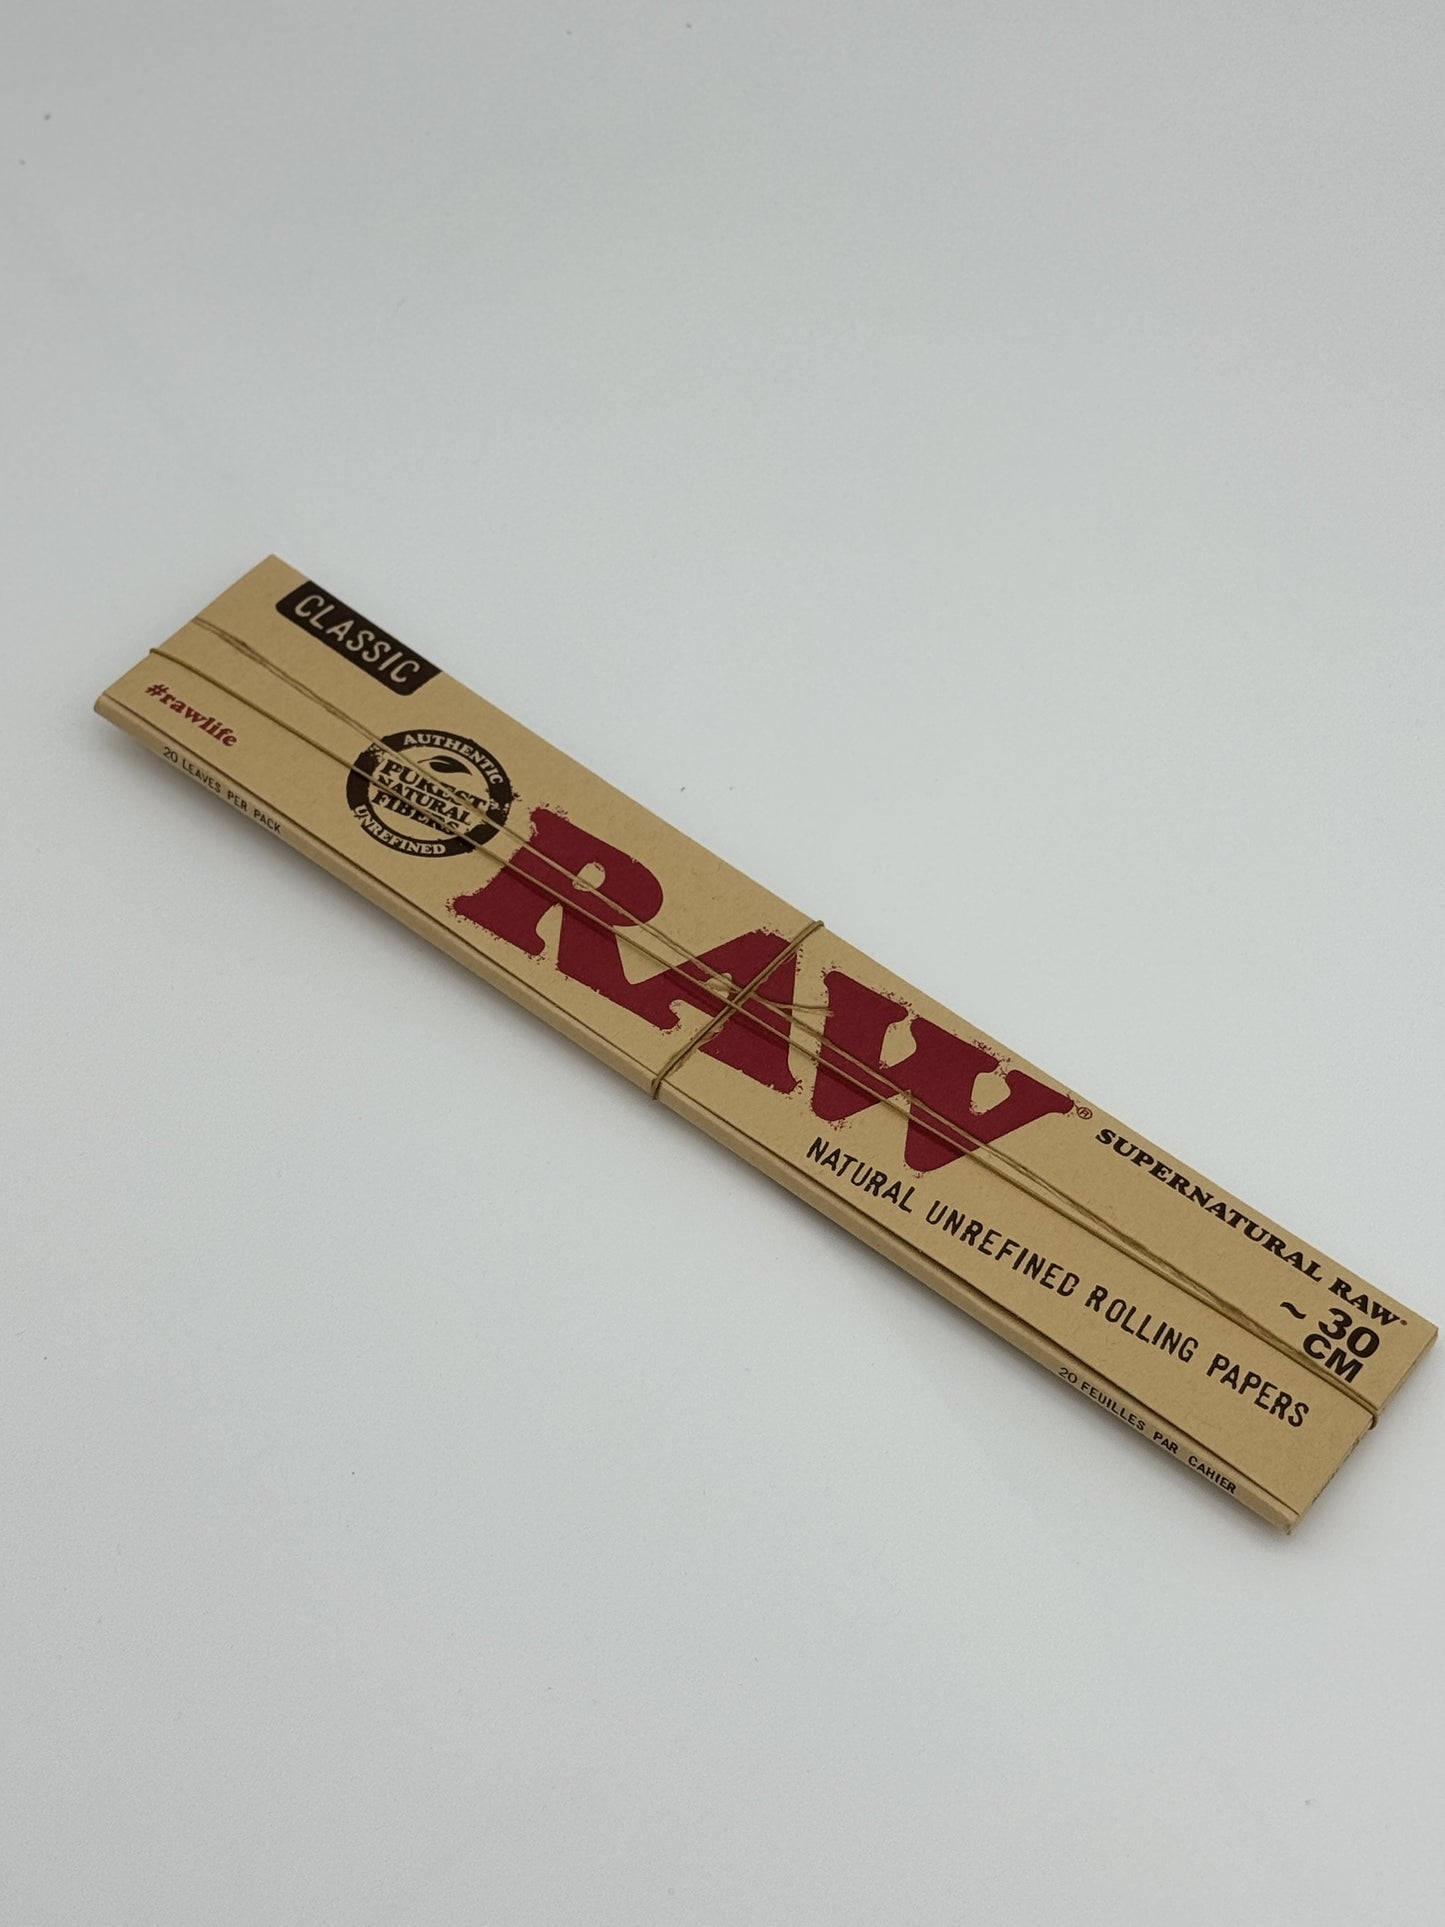 CLASSIC
#rawlife
20 LEAVES PER PACK
AUTHENTIC
PUREST
NATURAL
FIBERS
UNREFINED
RAW®
SUPERNATURAL RAW®
~ 30
CM
NATURAL UNREFINED ROLLING PAPERS
20 FEUILLES PAR CAHIER